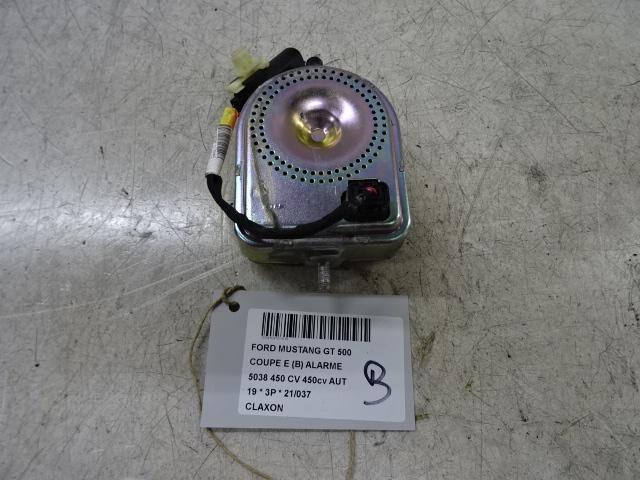 FORD MUSTANG GT 500
COUPE E (B) ALARME
5038 450 CV 450cv AUT
19 * 3P * 21/037
CLAXON
B